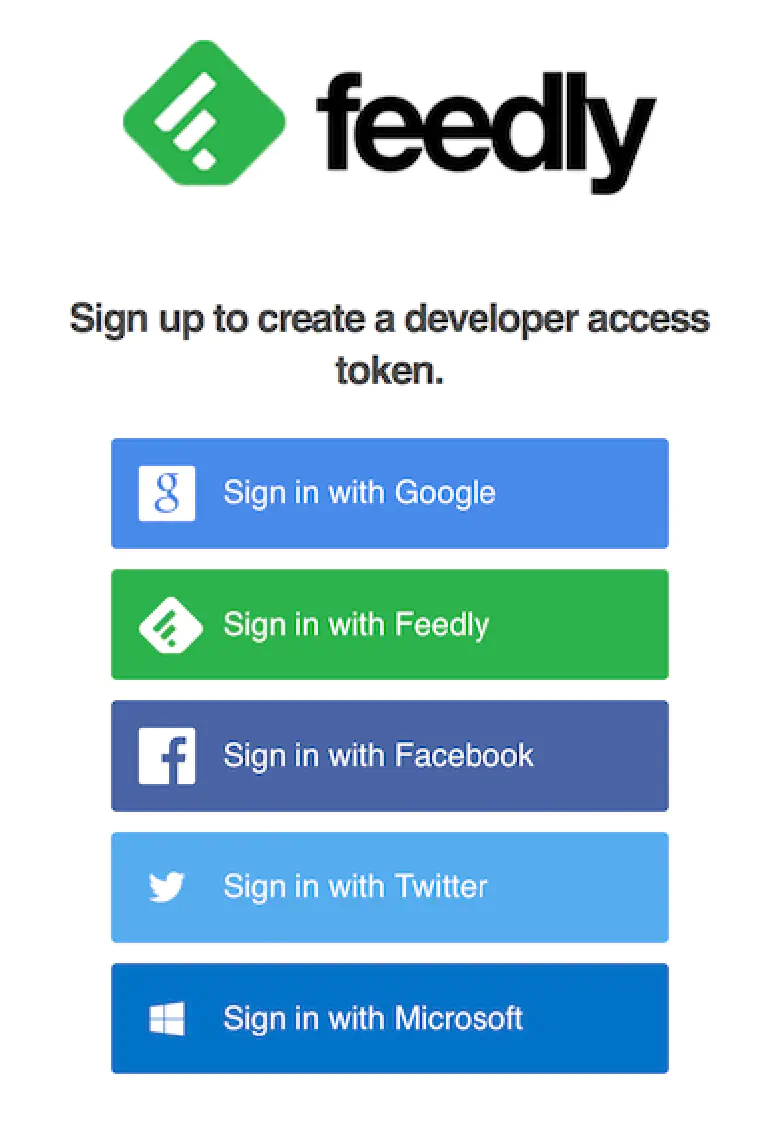 feedly
Sign up to create a developer access
token.
g Sign in with Google
Sign in with Feedly
f Sign in with Facebook
Sign in with Twitter
Sign in with Microsoft